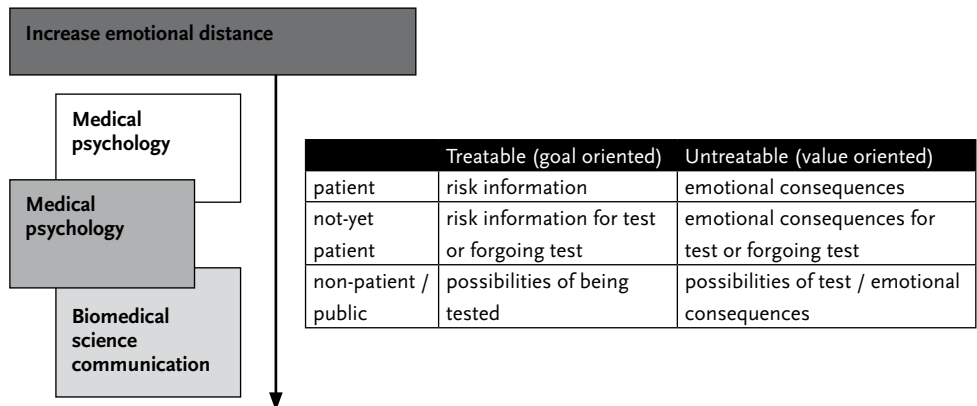 Increase emotional distance
Medical
psychology
Medical
psychology
Biomedical
science
communication
Treatable (goal oriented) Untreatable (value oriented)
patient risk information emotional consequences
not-yet risk information for test emotional consequences for
patient or forgoing test test or forgoing test
non-patient / possibilities of being possibilities of test / emotional
public tested consequences